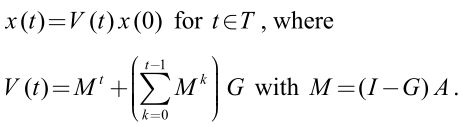 x(t)=V(t)x(0) for t∈T, where
V(t)=M^t+(∑_{k=0}^{t−1} M^k) G with M=(I−G)A.